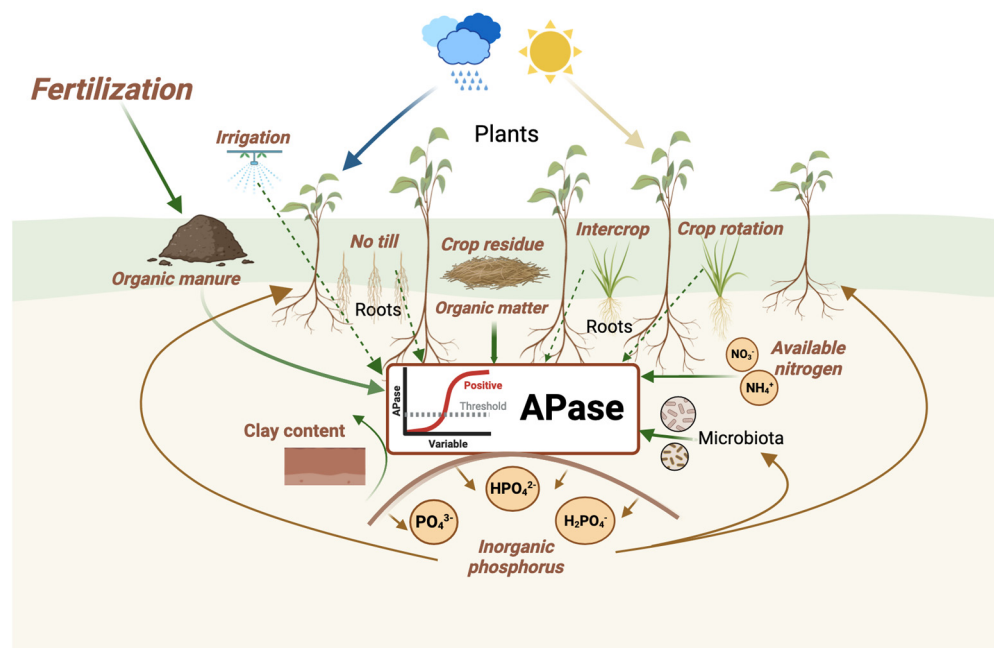 Fertilization
Irrigation
Plants
No till
Crop residue
Intercrop
Crop rotation
Organic manure
Organic matter
Roots
Roots
NO₃⁻
NH₄⁺
Available
nitrogen
APase
Positive
Threshold
Variable
APase
Clay content
Microbiota
HPO₄²⁻
PO₄³⁻
H₂PO₄⁻
Inorganic
phosphorus